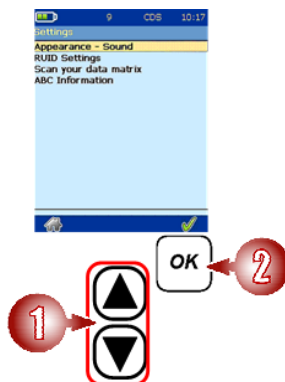 9 CDS 10:17
Settings
Appearance - Sound
RUID Settings
Scan your data matrix
ABC Information
OK
1
2